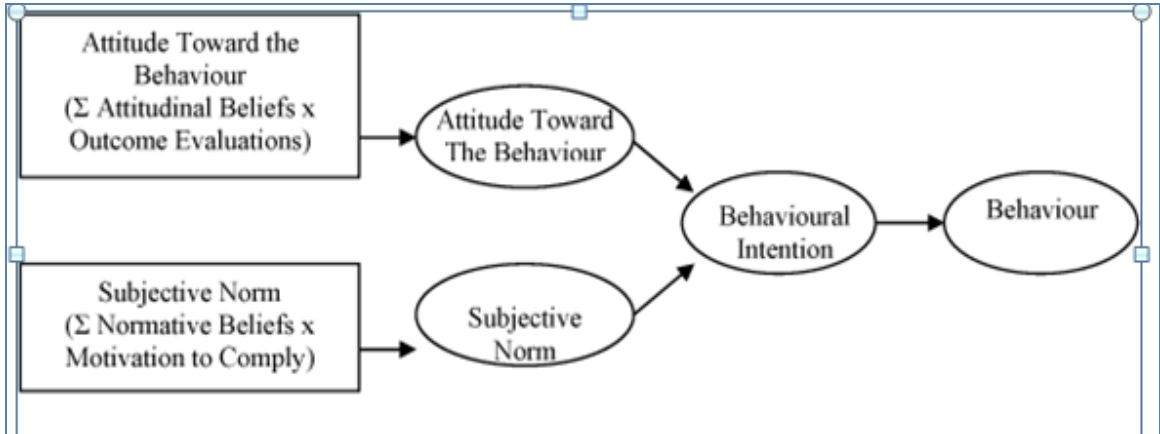 Attitude Toward the
Behaviour
(Σ Attitudinal Beliefs x
Outcome Evaluations)
Attitude Toward
The Behaviour
Subjective Norm
(Σ Normative Beliefs x
Motivation to Comply)
Subjective
Norm
Behavioural
Intention
Behaviour